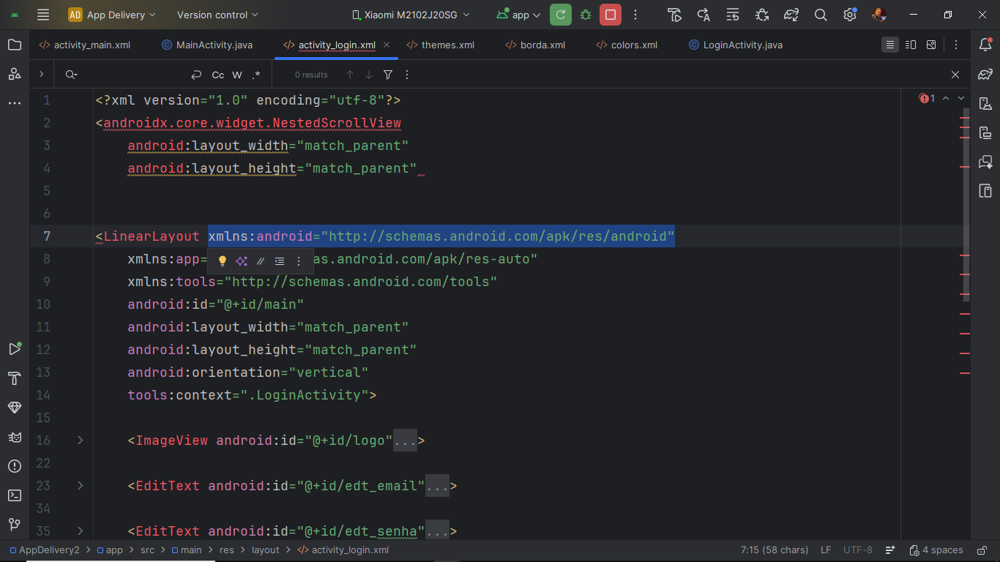 AD App Delivery Version control Xiaomi M2102J20SG app
activity_main.xml MainActivity.java activity_login.xml themes.xml borda.xml colors.xml LoginActivity.java
Cc W .* 0 results
1 <?xml version="1.0" encoding="utf-8"?> 1
2 <androidx.core.widget.NestedScrollView
3 android:layout_width="match_parent"
4 android:layout_height="match_parent"
5
6
7 <LinearLayout xmlns:android="http://schemas.android.com/apk/res/android"
8 xmlns:app= as.android.com/apk/res-auto"
9 xmlns:tools="http://schemas.android.com/tools"
10 android:id="@+id/main"
11 android:layout_width="match_parent"
12 android:layout_height="match_parent"
13 android:orientation="vertical"
14 tools:context=".LoginActivity">
15
16 <ImageView android:id="@+id/logo"...>
22
23 <EditText android:id="@+id/edt_email"...>
34
35 <EditText android:id="@+id/edt_senha"...>
AppDelivery2 > app > src > main > res > layout > activity_login.xml 7:15 (58 chars) LF UTF-8 4 spaces